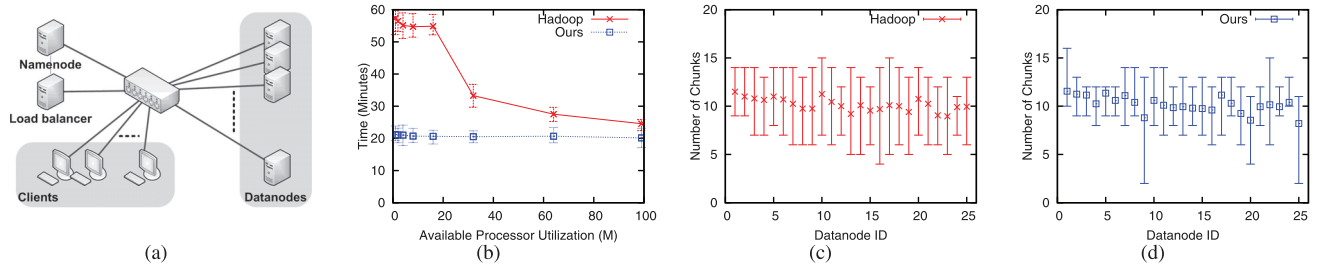 Namenode
Load balancer
Clients
Datanodes
(a)
60
50
40
30
20
10
0
Time (Minutes)
Hadoop
Ours
0 20 40 60 80 100
Available Processor Utilization (M)
(b)
20
15
10
5
0
Number of Chunks
Hadoop
0 5 10 15 20 25
Datanode ID
(c)
20
15
10
5
0
Number of Chunks
Ours
0 5 10 15 20 25
Datanode ID
(d)